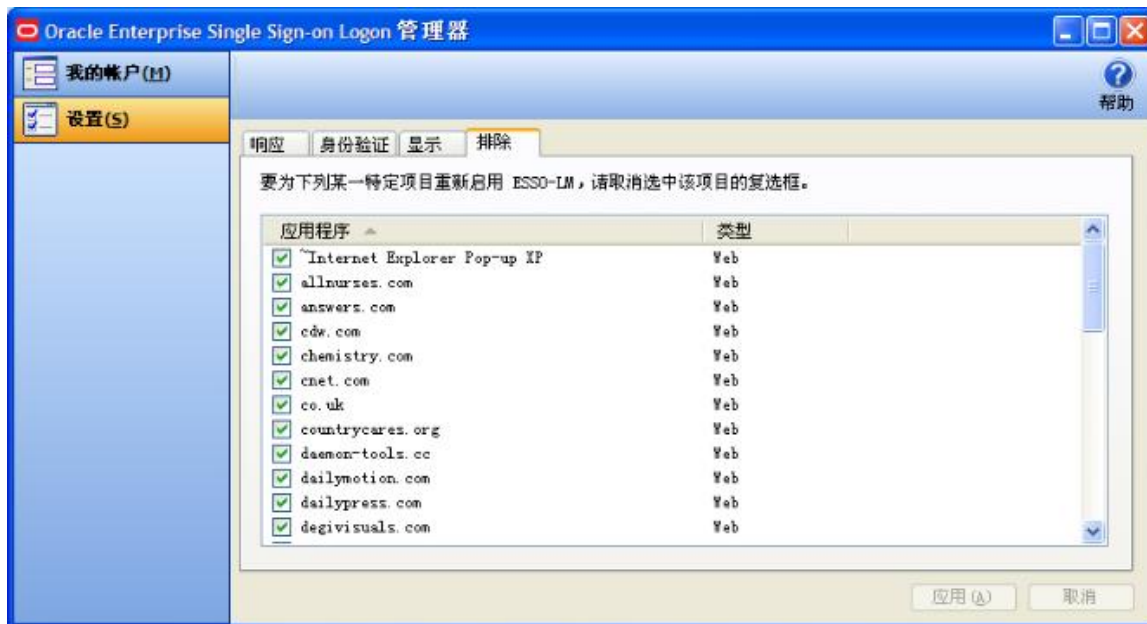 Oracle Enterprise Single Sign-on Logon 管理器
我的帐户(M)
设置(S)
帮助
响应 身份验证 显示 排除
要为下列某一特定项目重新启用 ESSO-LM，请取消选中该项目的复选框。
应用程序 类型
~Internet Explorer Pop-up XP Web
allnurses.com Web
answers.com Web
cdw.com Web
chemistry.com Web
cnet.com Web
co.uk Web
countrycares.org Web
daemon-tools.cc Web
dailymotion.com Web
dailypress.com Web
degivisuals.com Web
应用(A) 取消